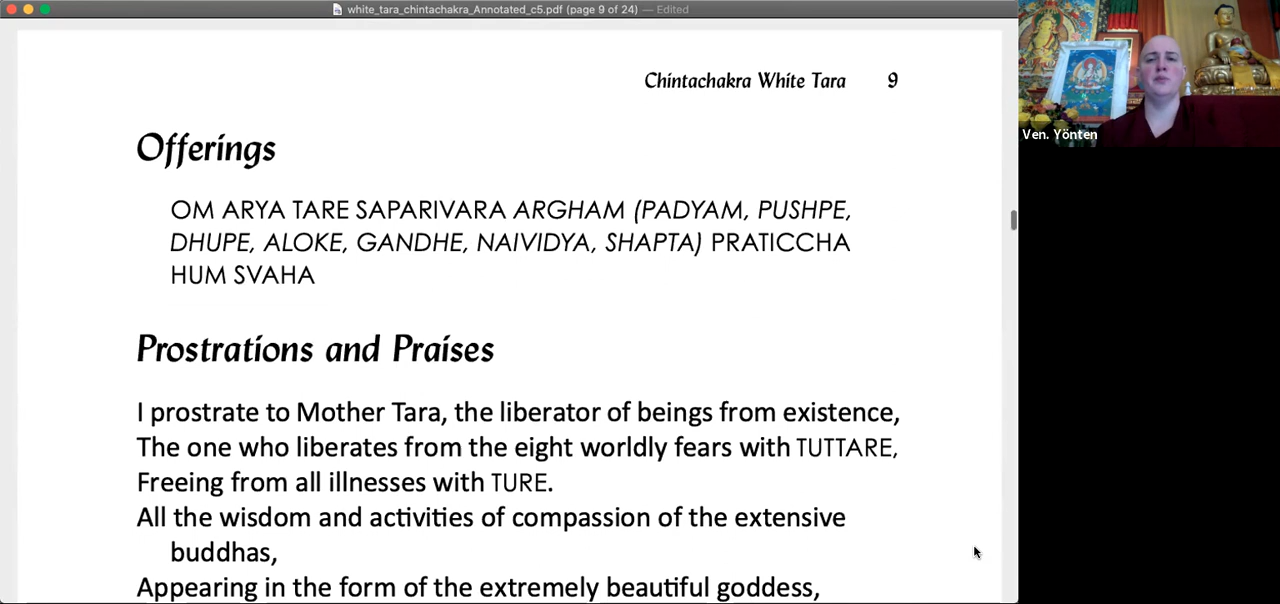 white_tara_chintachakra_Annotated_c5.pdf (page 9 of 24) — Edited
Chintachakra White Tara 9
Offerings
OM ARYA TARE SAPARIVARA ARGHAM (PADYAM, PUSHPE,
DHUPE, ALOKE, GANDHE, NAIVIDYA, SHAPTA) PRATICCHA
HUM SVAHA
Prostrations and Praises
I prostrate to Mother Tara, the liberator of beings from existence,
The one who liberates from the eight worldly fears with TUTTARE,
Freeing from all illnesses with TURE.
All the wisdom and activities of compassion of the extensive
buddhas,
Appearing in the form of the extremely beautiful goddess,
Ven. Yönten